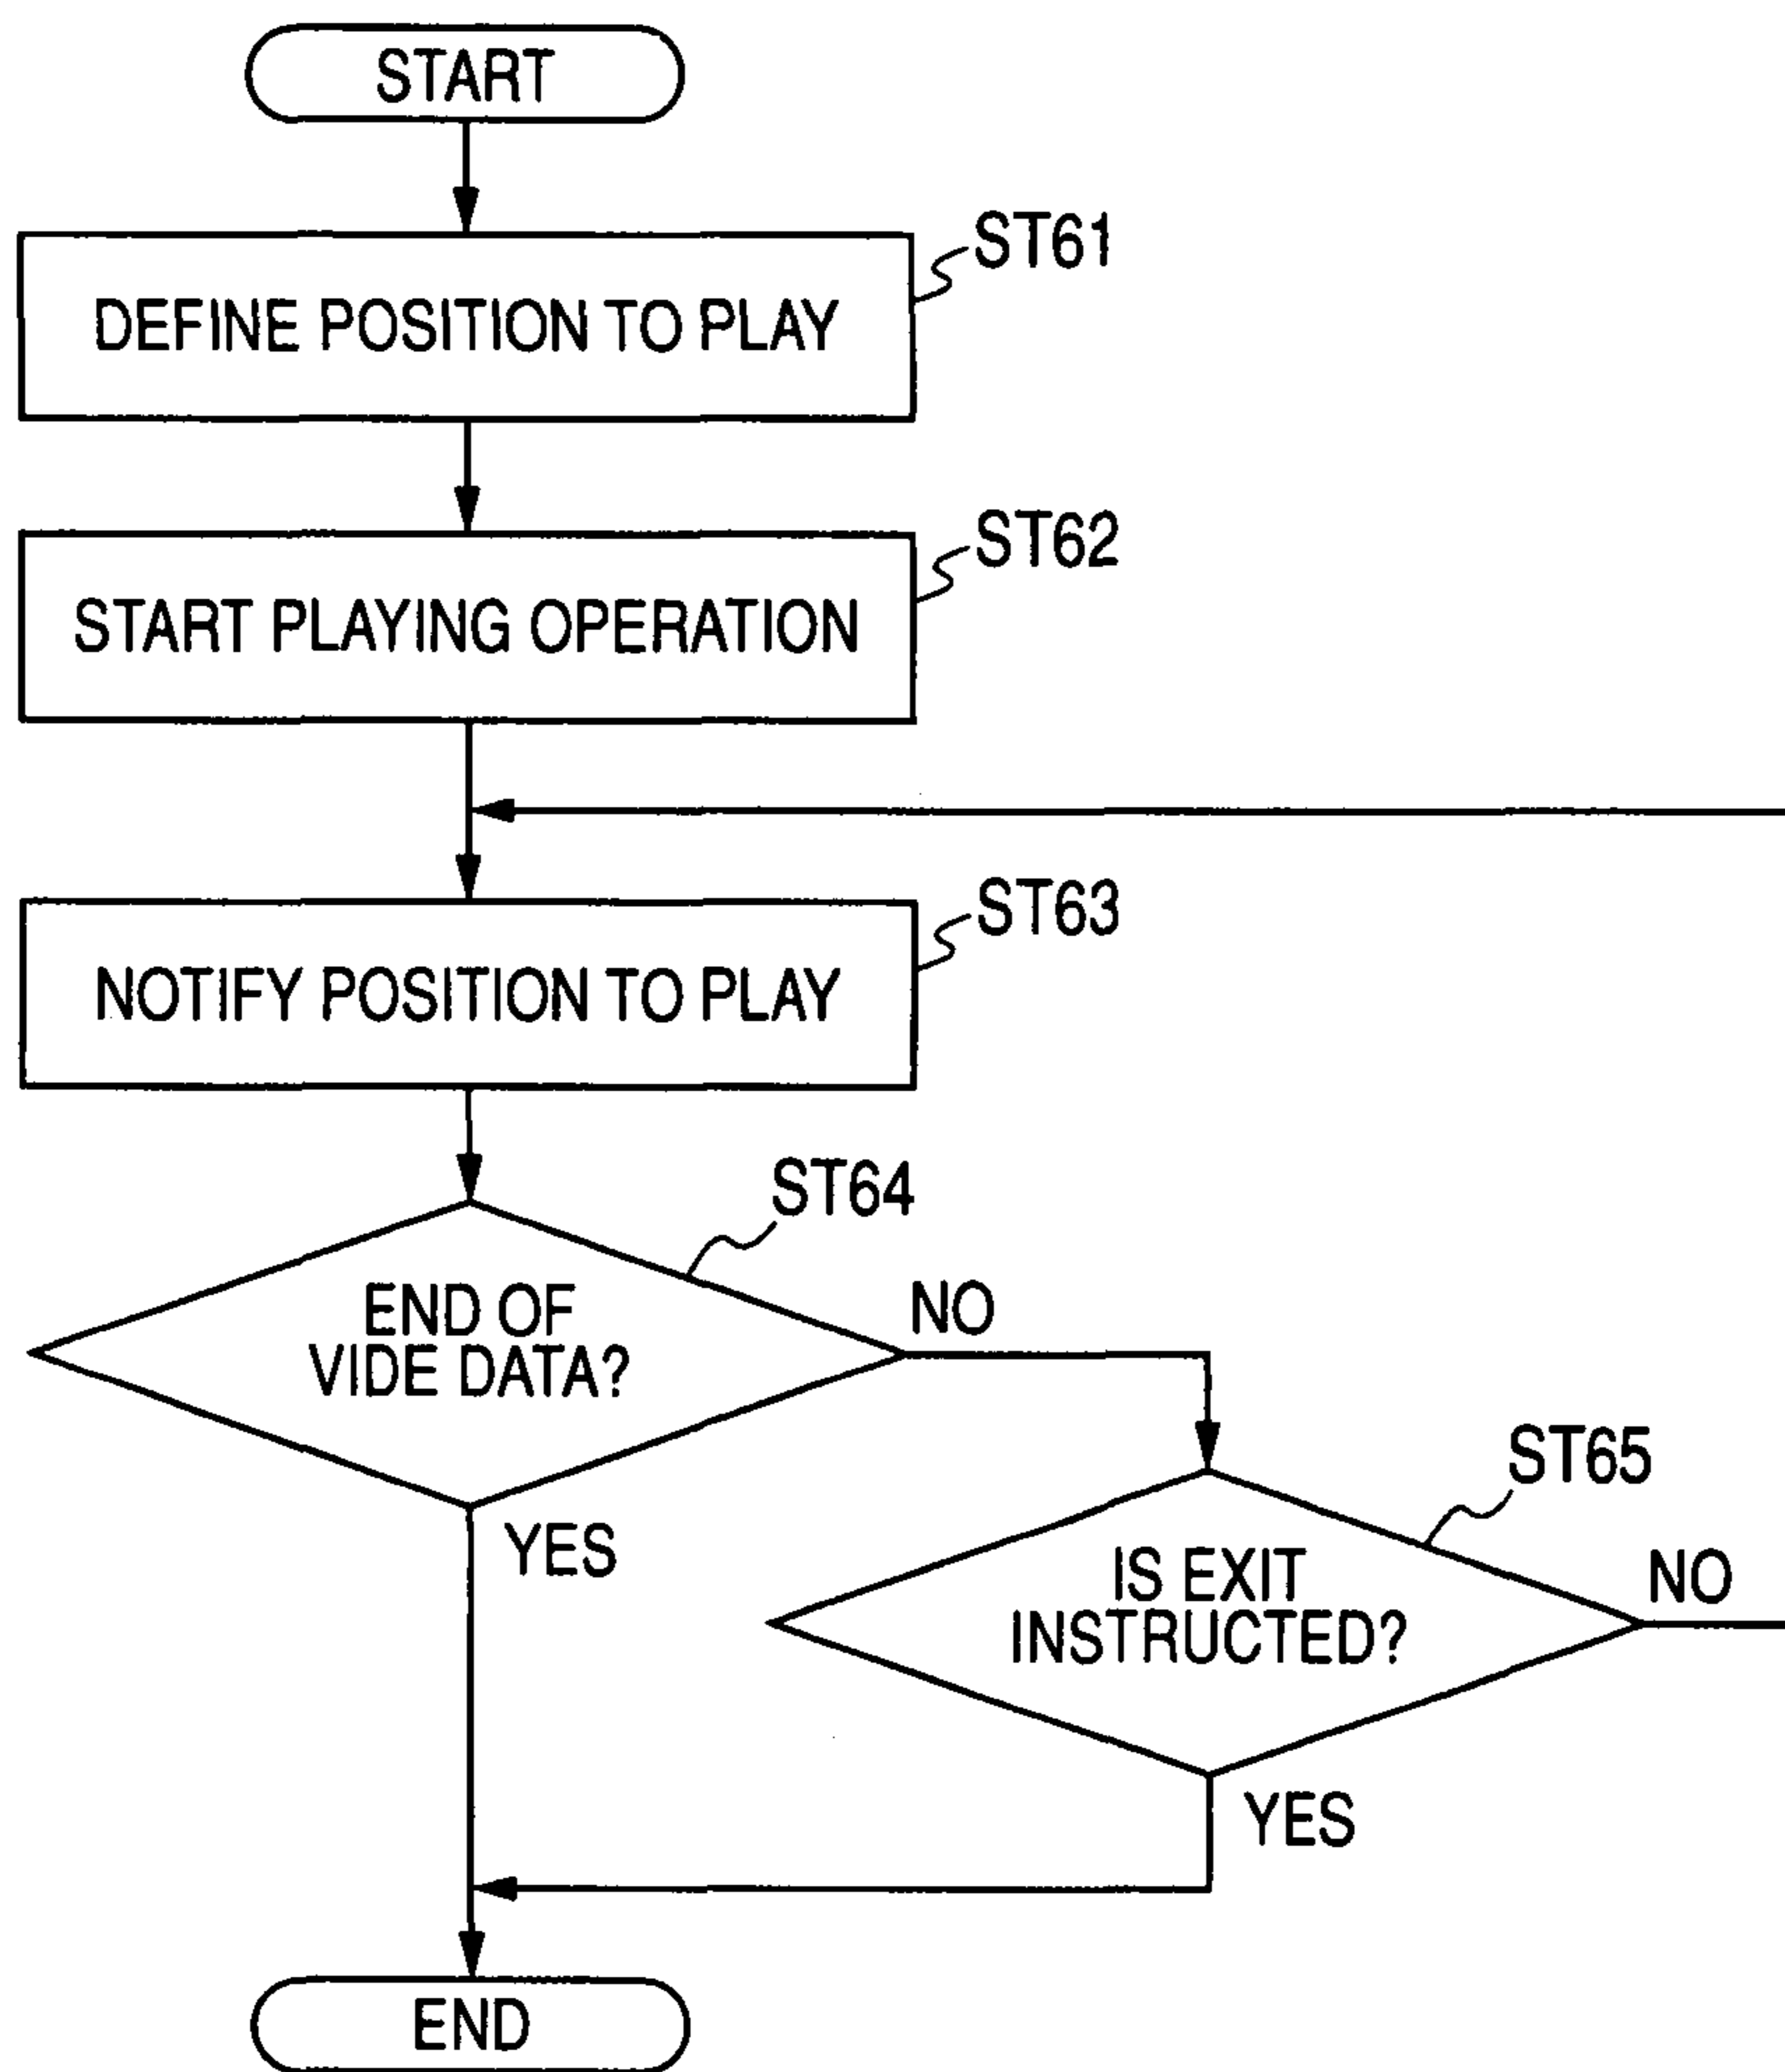 START
ST61
DEFINE POSITION TO PLAY
ST62
START PLAYING OPERATION
ST63
NOTIFY POSITION TO PLAY
ST64
END OF
VIDE DATA?
NO
YES
ST65
IS EXIT
INSTRUCTED?
NO
YES
END